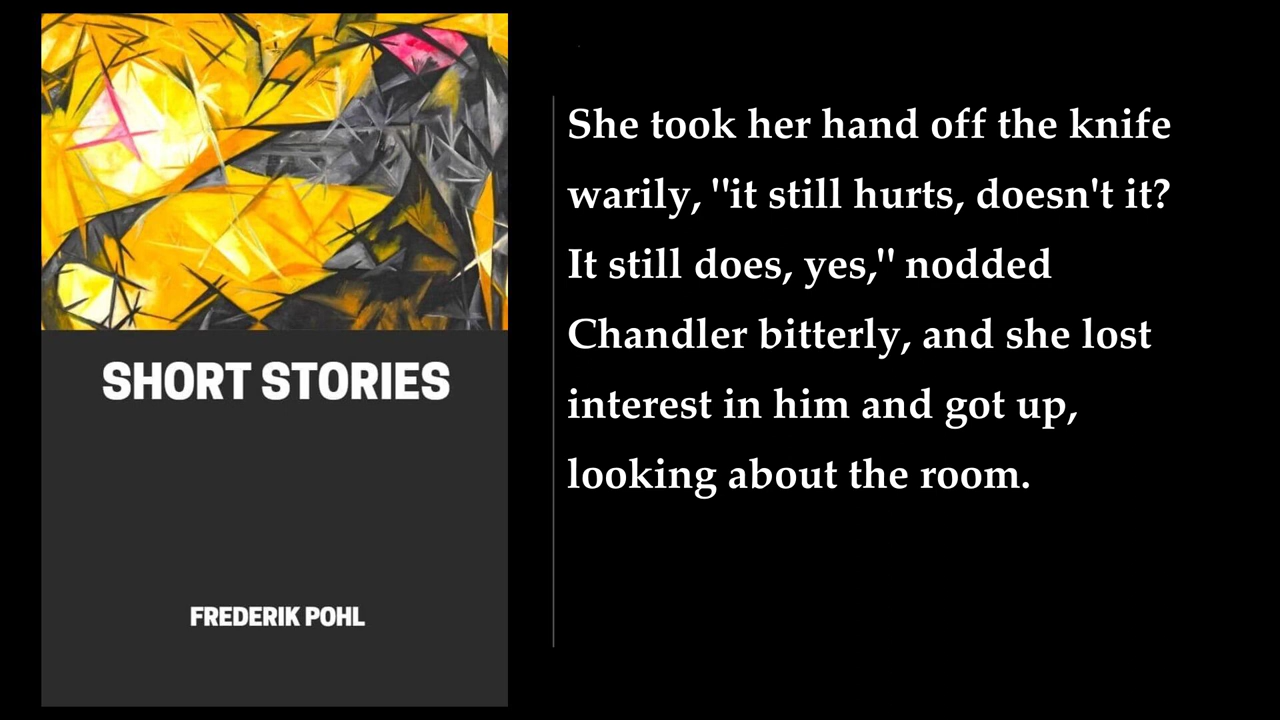 SHORT STORIES
FREDERIK POHL
She took her hand off the knife
warily, "it still hurts, doesn't it?
It still does, yes," nodded
Chandler bitterly, and she lost
interest in him and got up,
looking about the room.